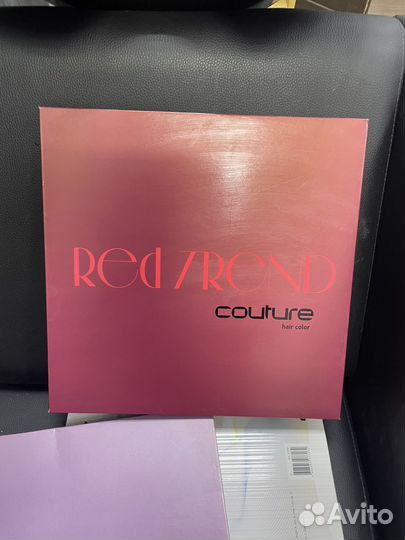 Red TREND
couture
hair color
Avito